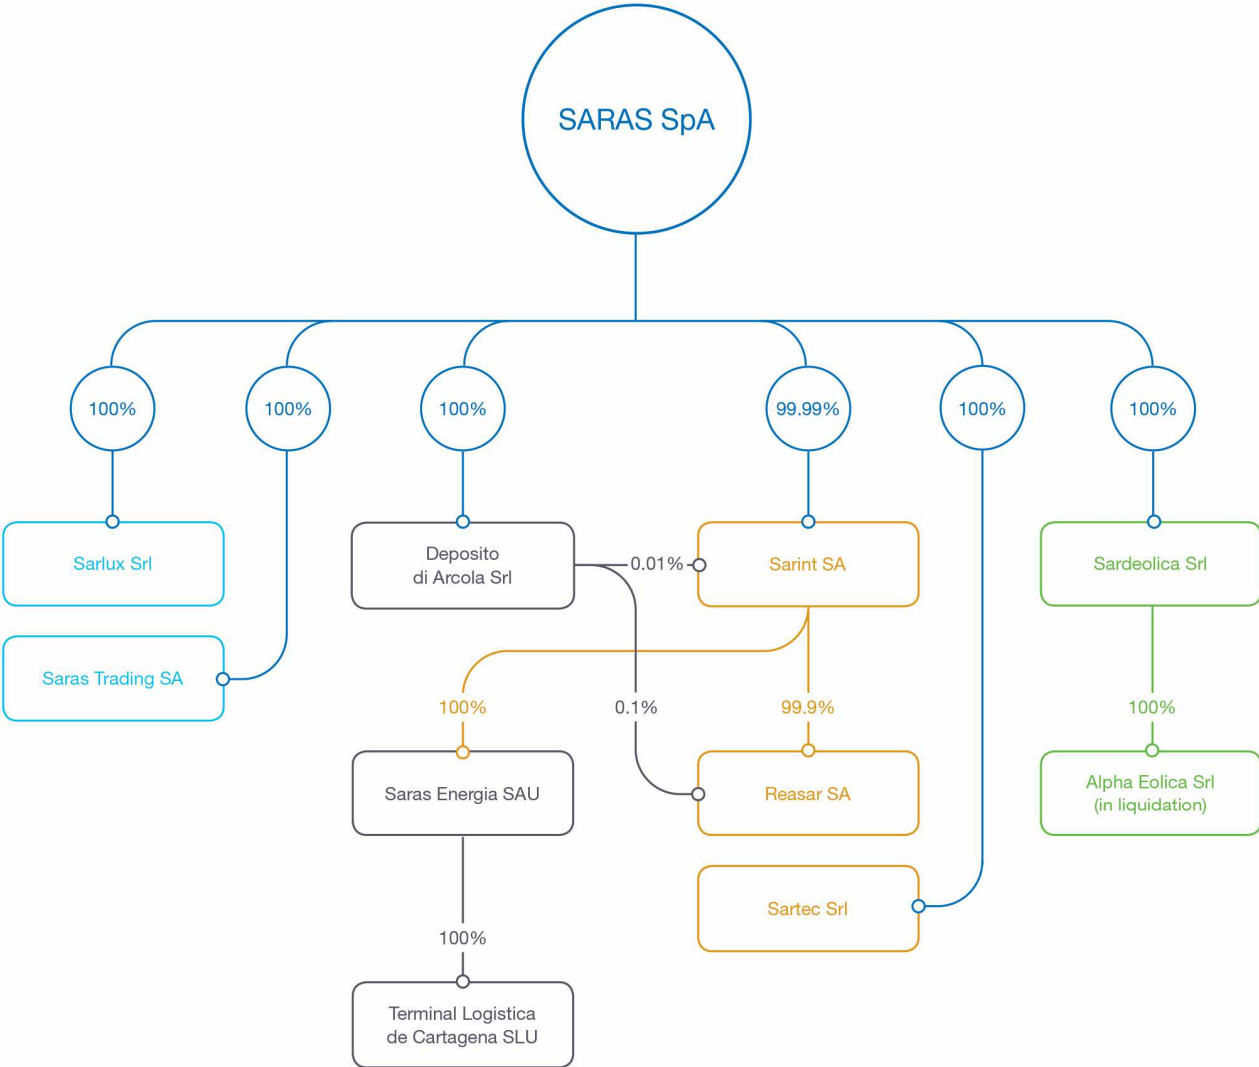 SARAS SpA
100%
100%
100%
99.99%
100%
100%
Sarlux Srl
Deposito
di Arcola Srl
0.01%
Sarint SA
Sardeolica Srl
Saras Trading SA
100%
0.1%
99.9%
100%
Saras Energia SAU
Reasar SA
Alpha Eolica Srl
(in liquidation)
Sartec Srl
100%
Terminal Logistica
de Cartagena SLU